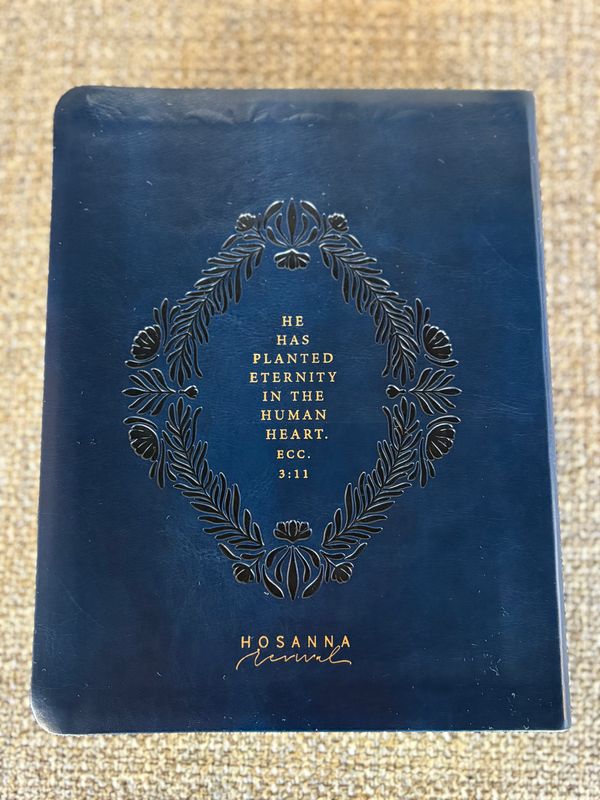 HE
HAS
PLANTED
ETERNITY
IN THE
HUMAN
HEART.
ECC.
3:11
HOSANNA
revival